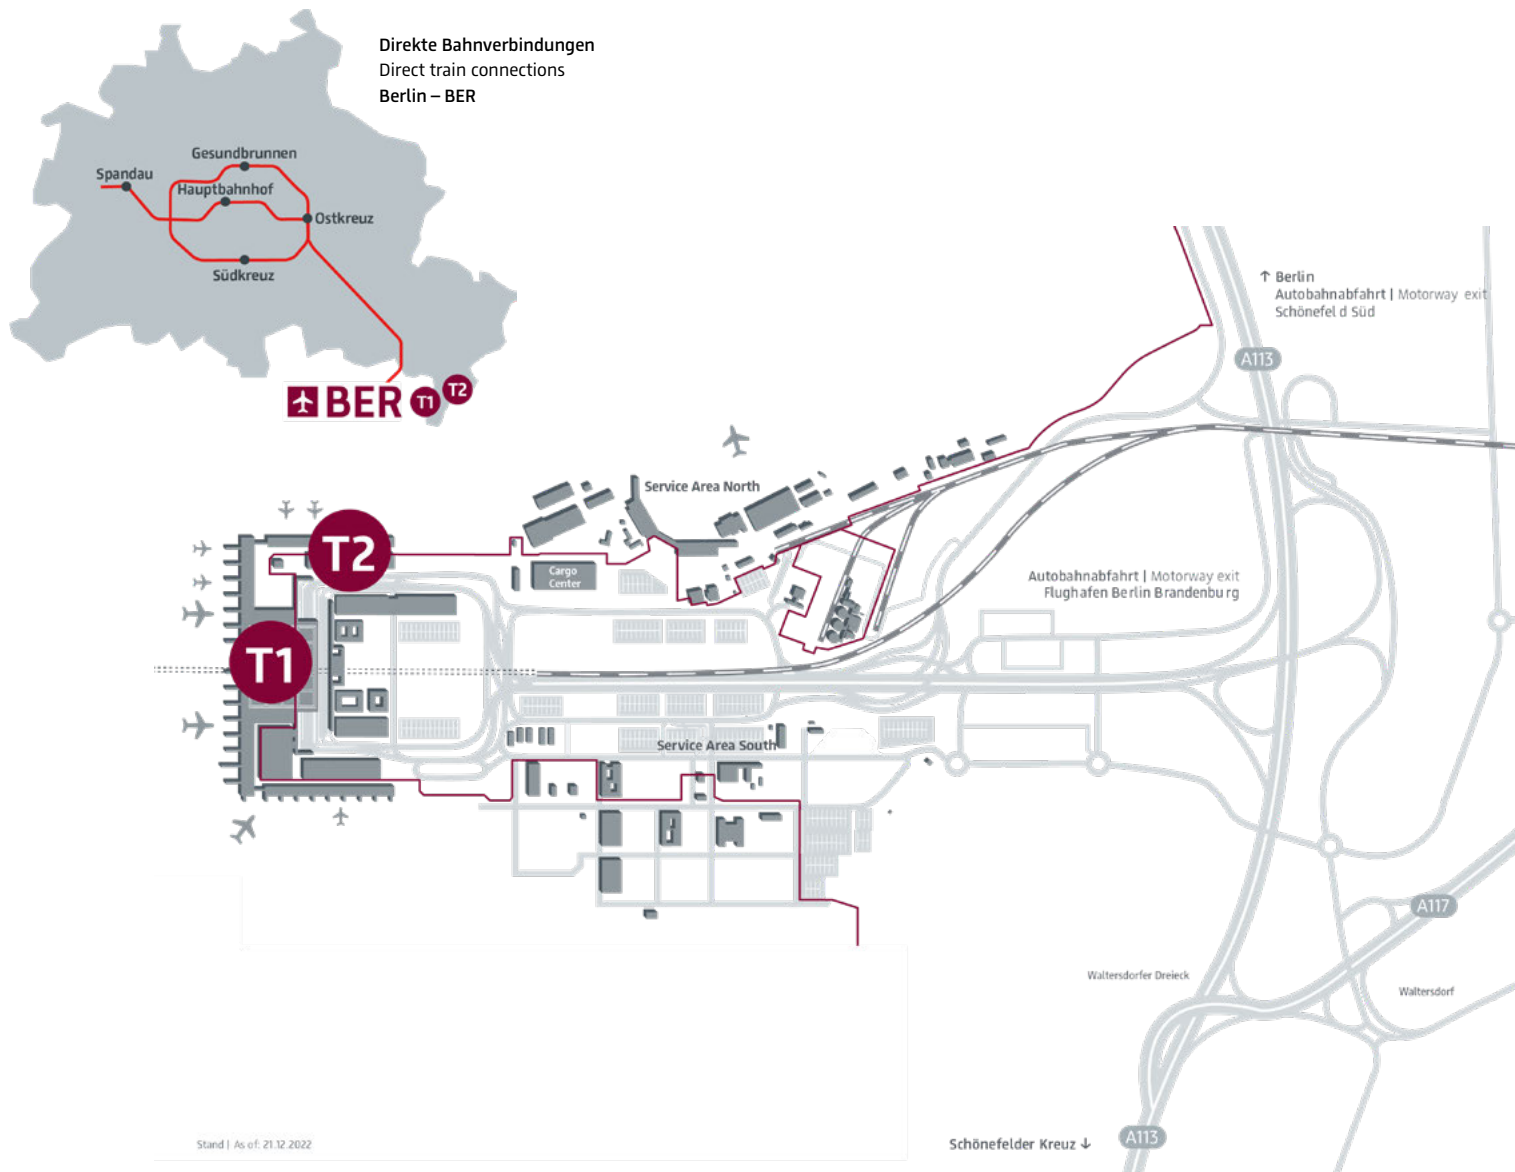 Direkte Bahnverbindungen
Direct train connections
Berlin – BER
Gesundbrunnen
Spandau
Hauptbahnhof
Ostkreuz
Südkreuz
BER T1 T2
↑ Berlin
Autobahnabfahrt | Motorway exit
Schönefel d Süd
A113
Service Area North
T2
Cargo
Center
Autobahnabfahrt | Motorway exit
Flughafen Berlin Brandenburg
T1
Service Area South
A117
Waltersdorfer Dreieck
Waltersdorf
Stand | As of: 21.12.2022
Schönefelder Kreuz ↓
A113